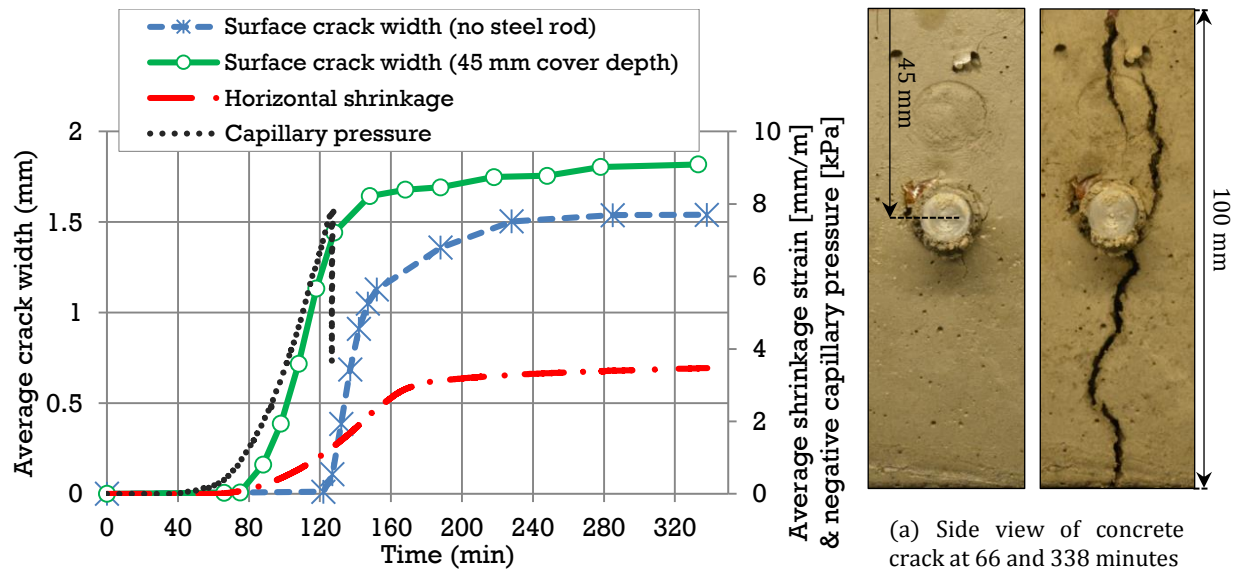 Surface crack width (no steel rod)
Surface crack width (45 mm cover depth)
Horizontal shrinkage
Capillary pressure
2
1.5
1
0.5
0
10
8
6
4
2
0
0 40 80 120 160 200 240 280 320
Time (min)
Average crack width (mm)
Average shrinkage strain [mm/m]
& negative capillary pressure [kPa]
45 mm
100 mm
(a) Side view of concrete
crack at 66 and 338 minutes